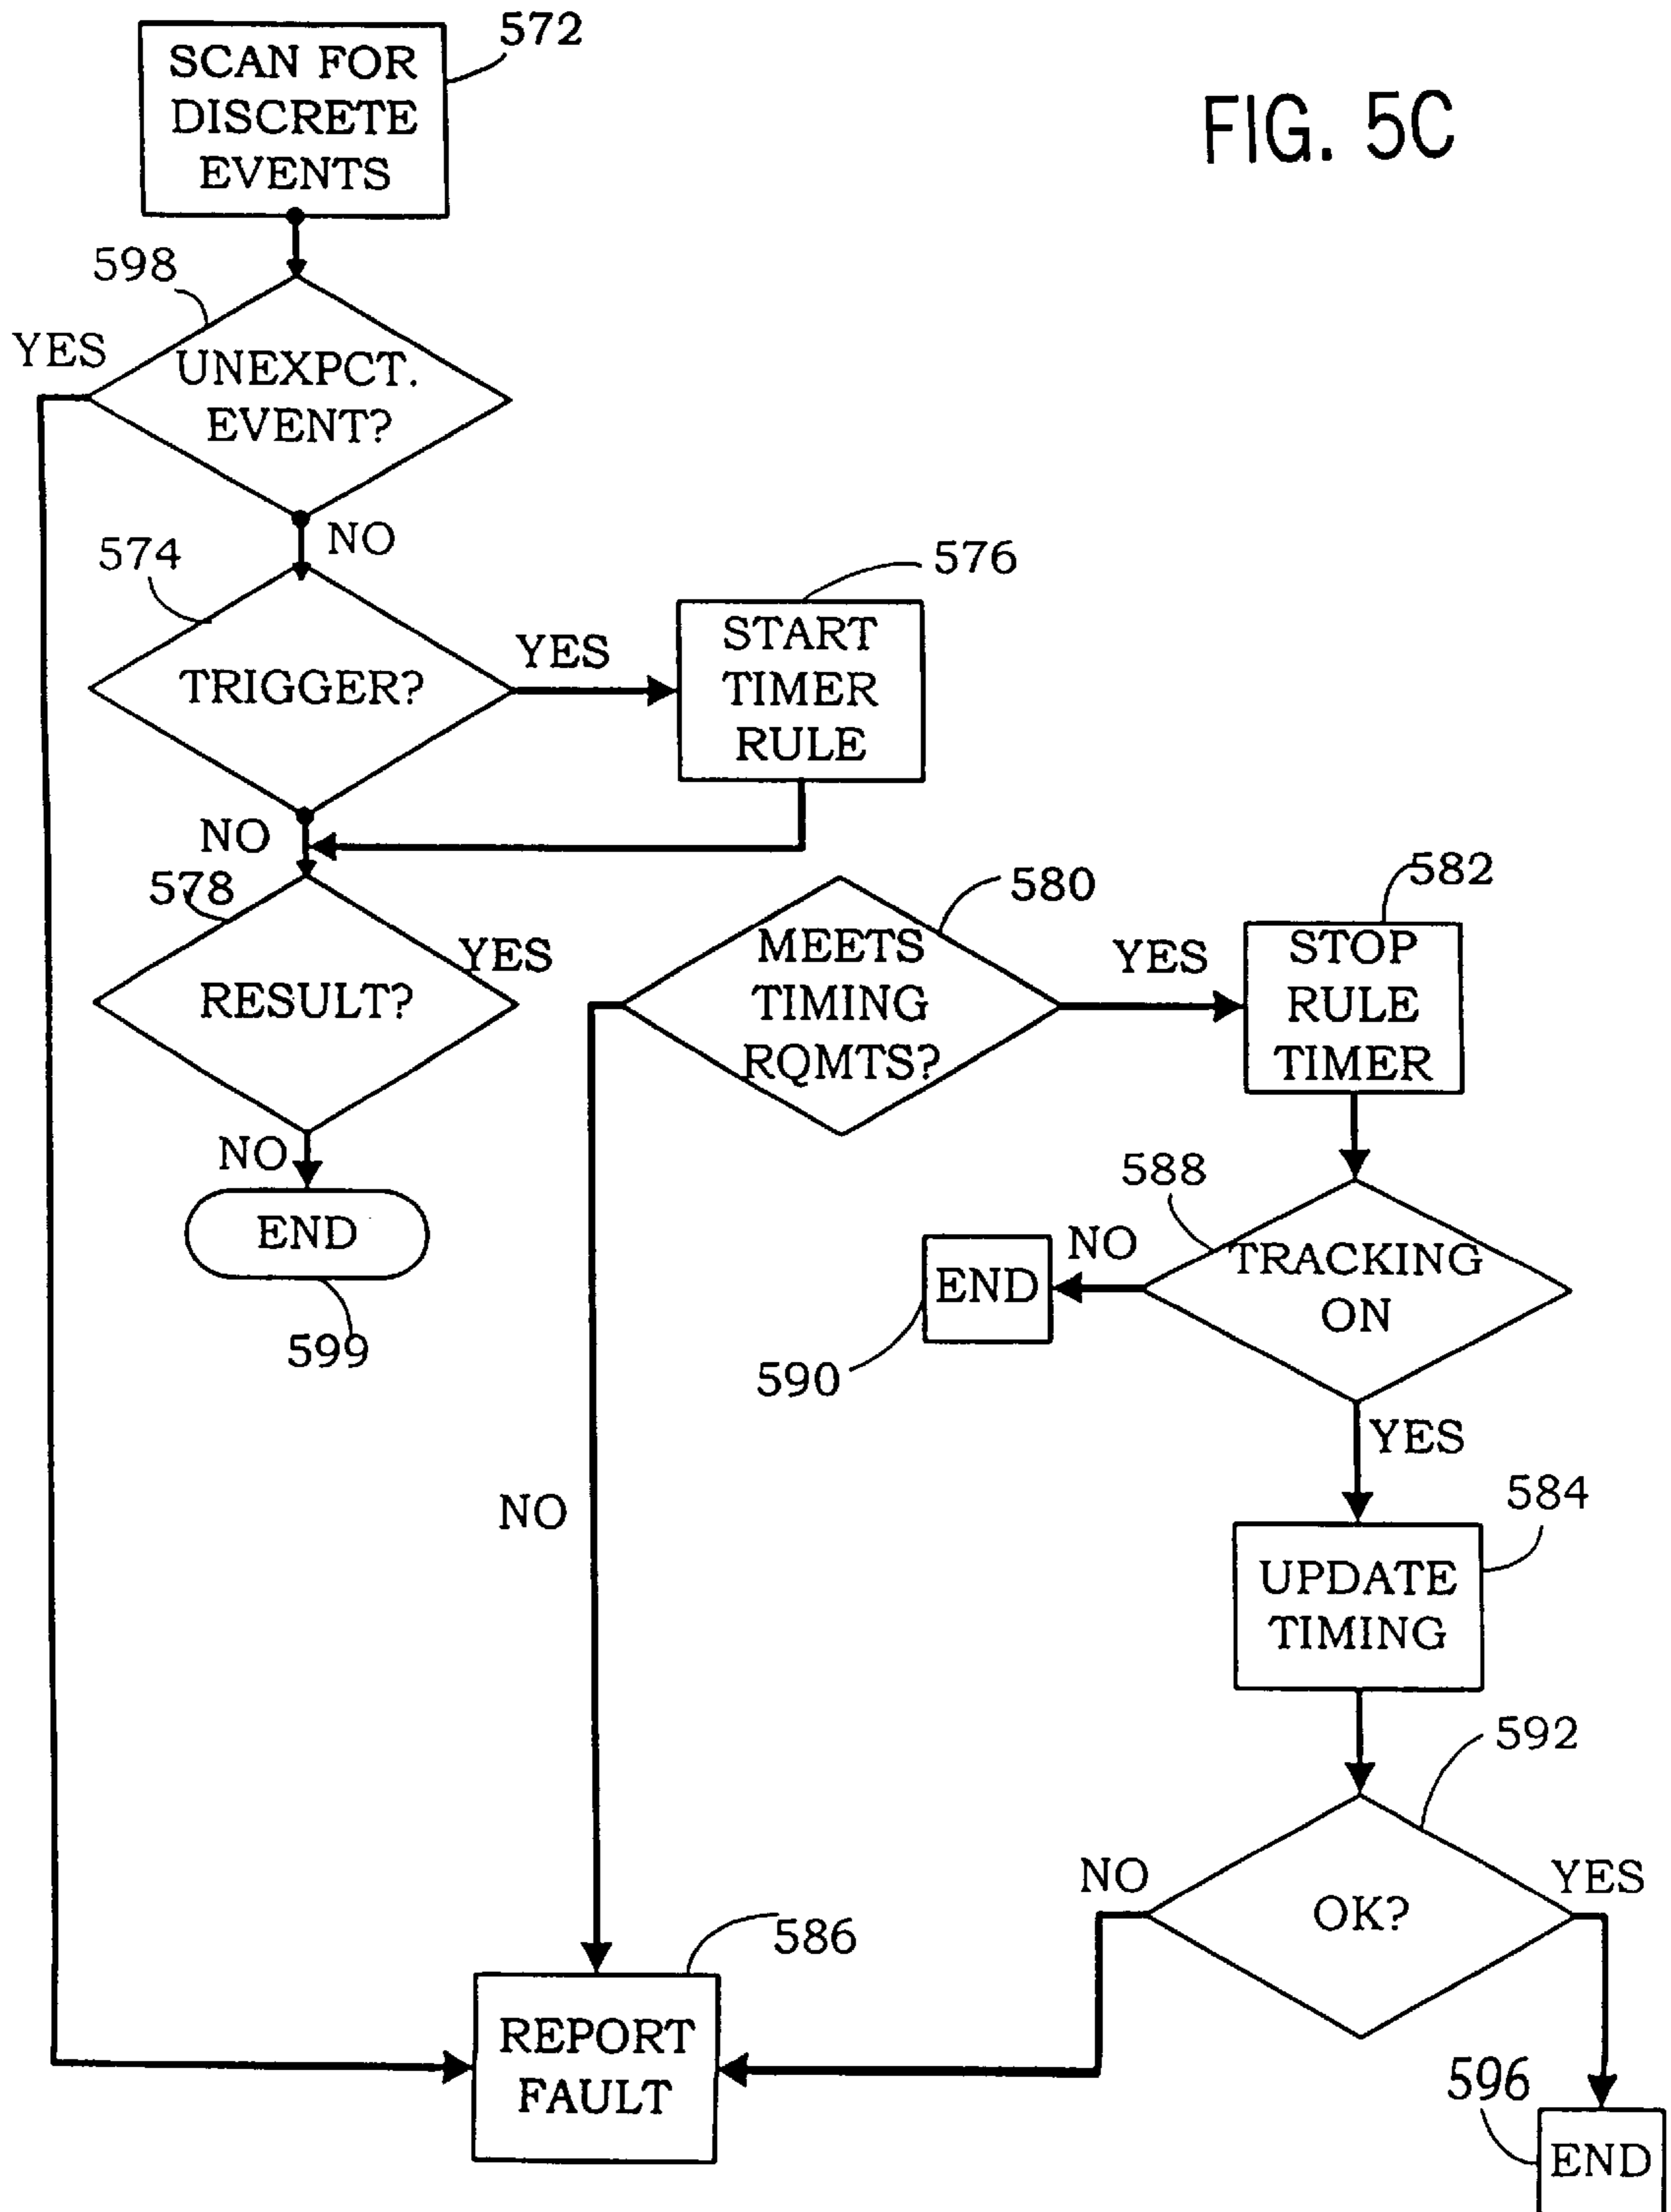 572
SCAN FOR
DISCRETE
EVENTS
FIG. 5C
598
YES
UNEXPCT.
EVENT?
NO
574
576
TRIGGER?
YES
START
TIMER
RULE
NO
578
YES
RESULT?
580
MEETS
TIMING
RQMTS?
YES
582
STOP
RULE
TIMER
NO
END
599
588
TRACKING
ON
NO
END
590
YES
NO
584
UPDATE
TIMING
592
NO
OK?
YES
586
REPORT
FAULT
596
END